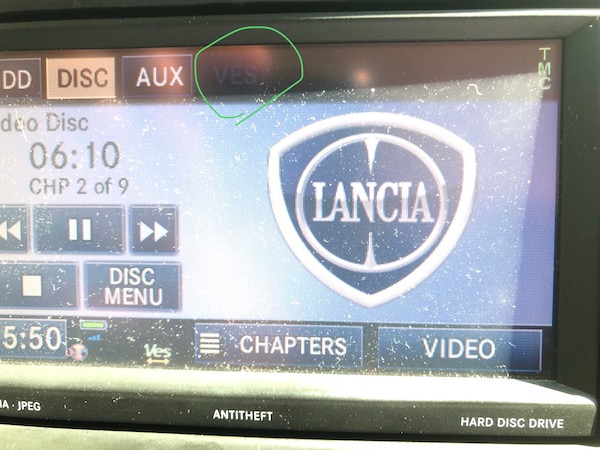 DD DISC AUX VES
TMC
deo Disc
06:10
CHP 2 of 9
LANCIA
DISC
MENU
5:50
Ves
CHAPTERS
VIDEO
A · JPEG
ANTITHEFT
HARD DISC DRIVE